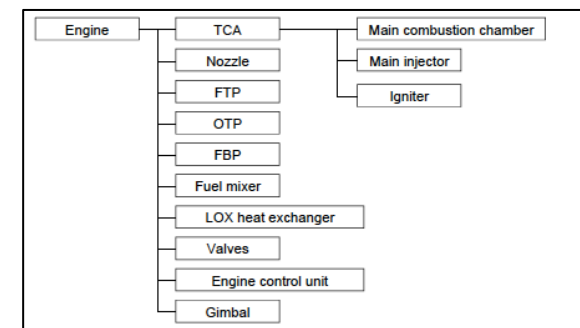 Engine
TCA
Main combustion chamber
Nozzle
Main injector
FTP
Igniter
OTP
FBP
Fuel mixer
LOX heat exchanger
Valves
Engine control unit
Gimbal